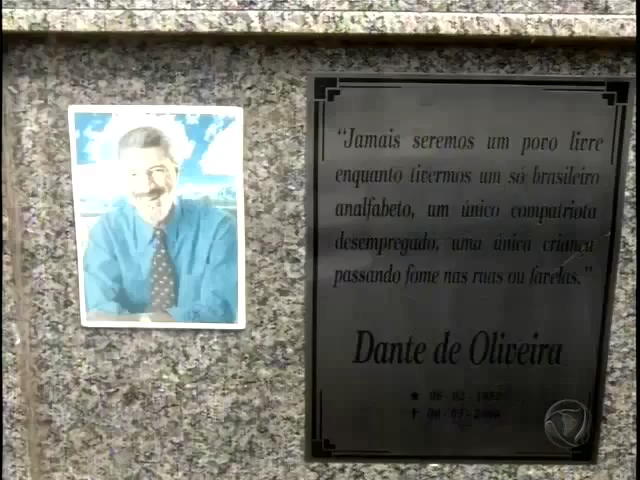 “Jamais seremos um povo livre
enquanto tivermos um só brasileiro
analfabeto, um único compatriota
desempregado, uma única criança
passando fome nas ruas ou favelas.”
Dante de Oliveira